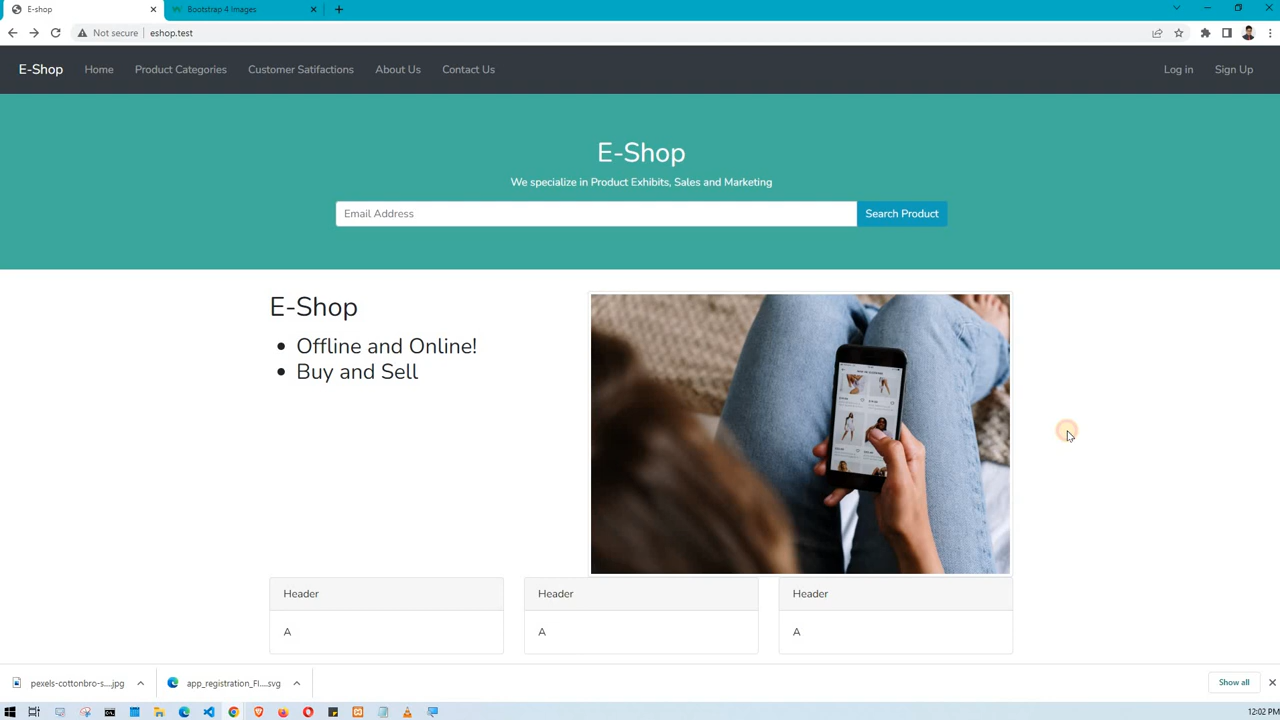 E-shop
Bootstrap 4 Images
Not secure
eshop.test
E-Shop
Home
Product Categories
Customer Satifactions
About Us
Contact Us
Log in
Sign Up
E-Shop
We specialize in Product Exhibits, Sales and Marketing
Email Address
Search Product
E-Shop
Offline and Online!
Buy and Sell
Header
Header
Header
A
A
A
pexels-cottonbro-s....jpg
app_registration_FI....svg
Show all
12:02 PM